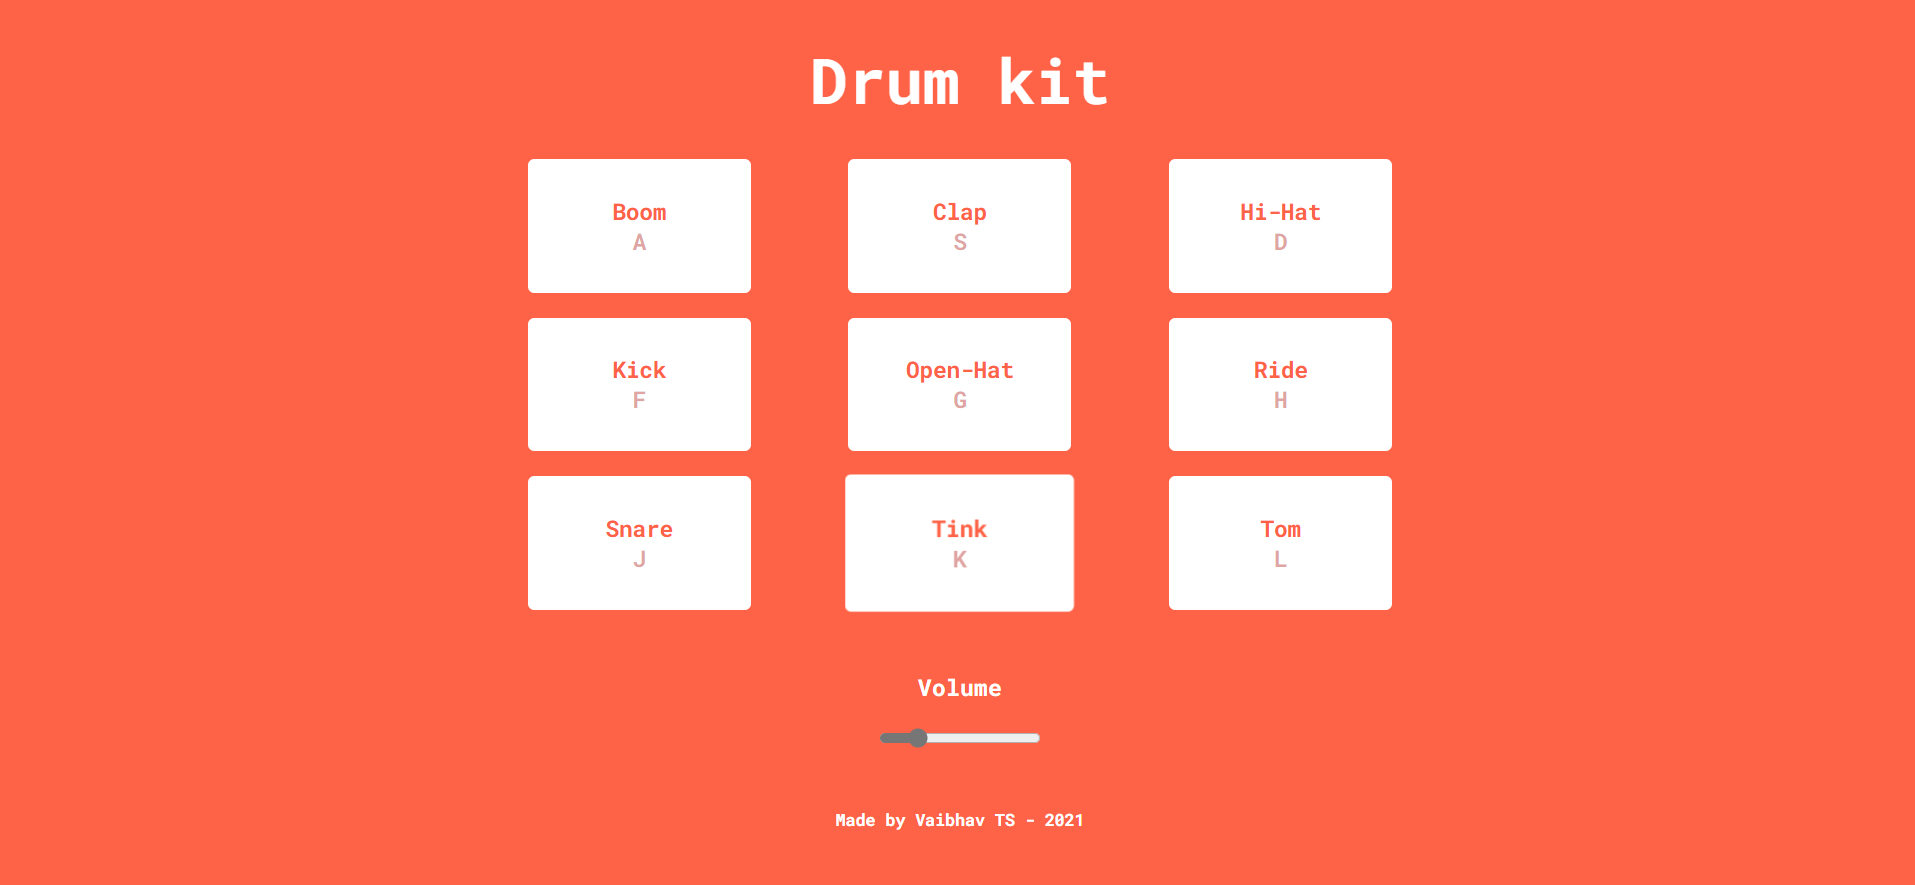 Drum kit
Boom
A
Clap
S
Hi-Hat
D
Kick
F
Open-Hat
G
Ride
H
Snare
J
Tink
K
Tom
L
Volume
Made by Vaibhav TS - 2021